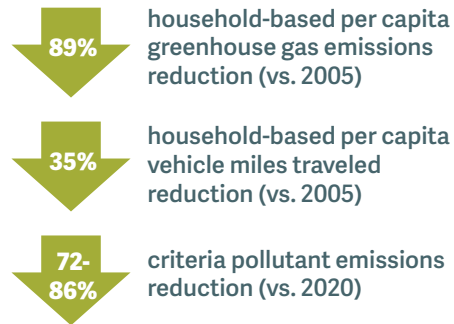 89%
household-based per capita
greenhouse gas emissions
reduction (vs. 2005)
35%
household-based per capita
vehicle miles traveled
reduction (vs. 2005)
72-
86%
criteria pollutant emissions
reduction (vs. 2020)